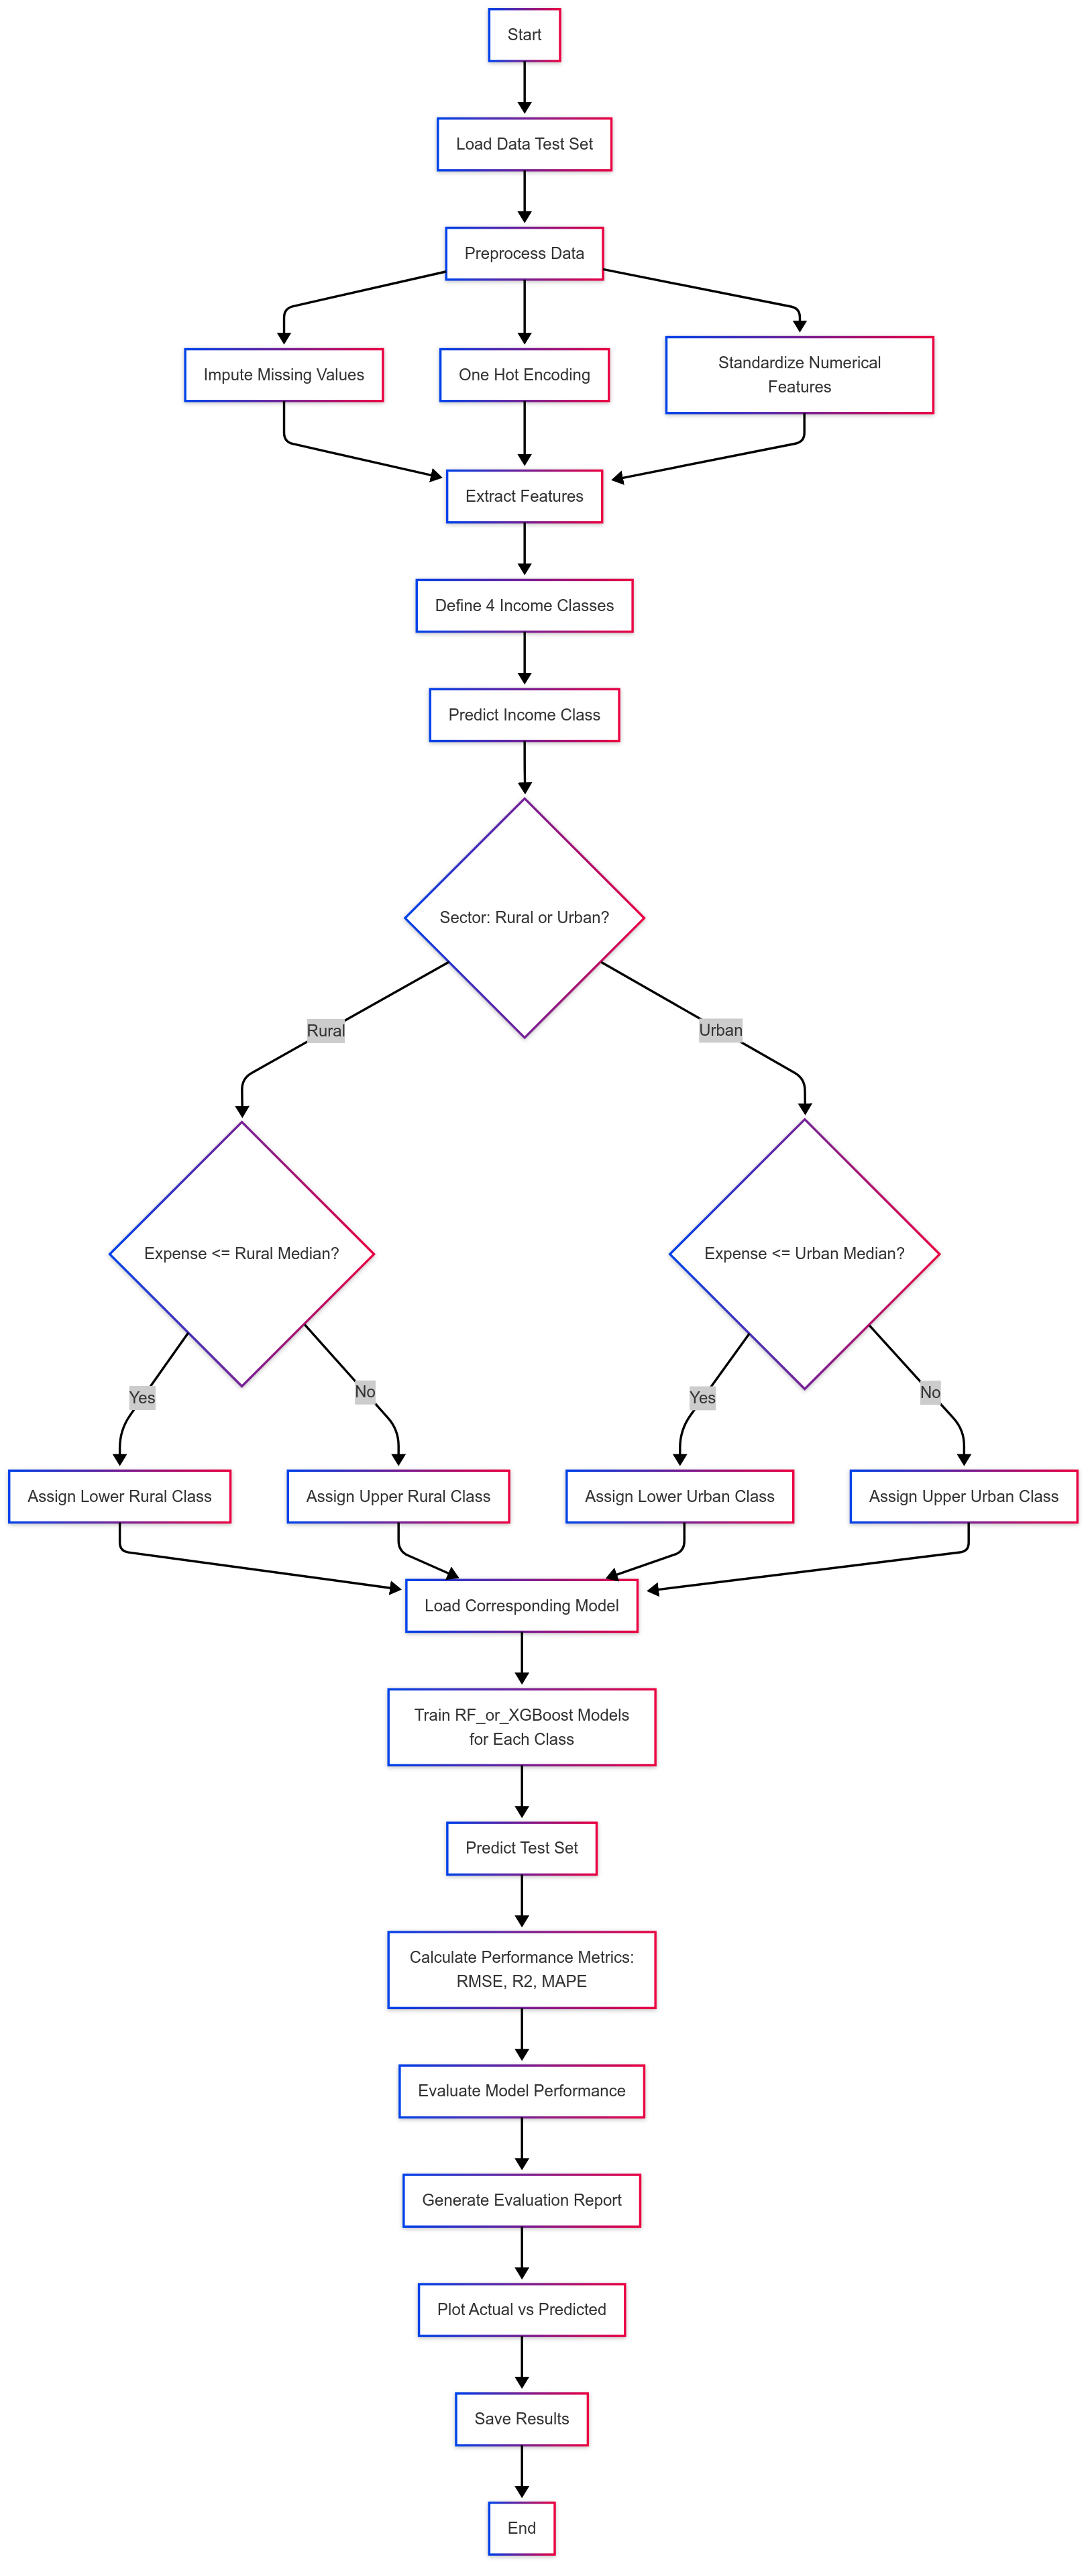 Start
Load Data Test Set
Preprocess Data
Impute Missing Values
One Hot Encoding
Standardize Numerical
Features
Extract Features
Define 4 Income Classes
Predict Income Class
Sector: Rural or Urban?
Rural
Urban
Expense <= Rural Median?
Expense <= Urban Median?
Yes
No
Yes
No
Assign Lower Rural Class
Assign Upper Rural Class
Assign Lower Urban Class
Assign Upper Urban Class
Load Corresponding Model
Train RF_or_XGBoost Models
for Each Class
Predict Test Set
Calculate Performance Metrics:
RMSE, R2, MAPE
Evaluate Model Performance
Generate Evaluation Report
Plot Actual vs Predicted
Save Results
End